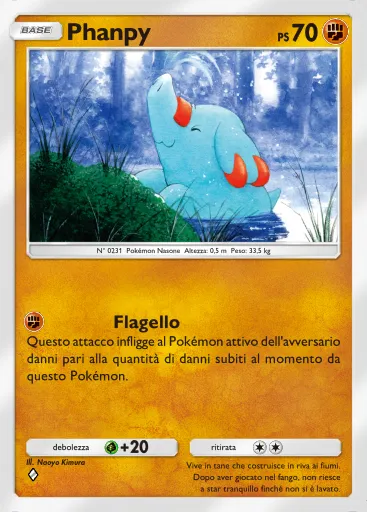 BASE
Phanpy
PS 70
N° 0231 Pokémon Nasone Altezza: 0,5 m Peso: 33,5 kg
Flagello
Questo attacco infligge al Pokémon attivo dell'avversario
danni pari alla quantità di danni subiti al momento da
questo Pokémon.
debolezza +20
ritirata
Ill. Naoyo Kimura
Vive in tane che costruisce in riva ai fiumi.
Dopo aver giocato nel fango, non riesce
a star tranquillo finché non si è lavato.